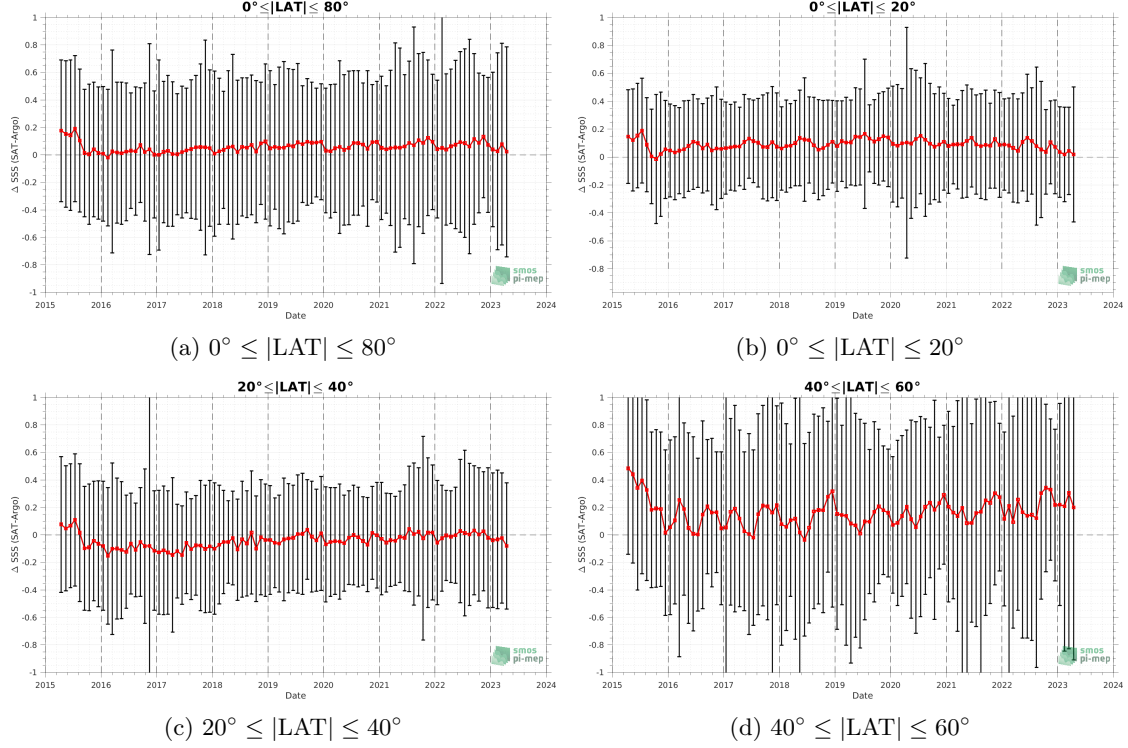 0°≤|LAT|≤ 80°
1
0.8
0.6
0.4
0.2
0
-0.2
-0.4
-0.6
-0.8
-1
Δ SSS (SAT-Argo)
2015 2016 2017 2018 2019 2020 2021 2022 2023 2024
Date
smos
pi-mep
(a) 0° ≤ |LAT| ≤ 80°
0°≤|LAT|≤ 20°
1
0.8
0.6
0.4
0.2
0
-0.2
-0.4
-0.6
-0.8
Δ SSS (SAT-Argo)
2015 2016 2017 2018 2019 2020 2021 2022 2023 2024
Date
smos
pi-mep
(b) 0° ≤ |LAT| ≤ 20°
20°≤|LAT|≤ 40°
1
0.8
0.6
0.4
0.2
0
-0.2
-0.4
-0.6
-0.8
-1
Δ SSS (SAT-Argo)
2015 2016 2017 2018 2019 2020 2021 2022 2023 2024
Date
smos
pi-mep
(c) 20° ≤ |LAT| ≤ 40°
40°≤|LAT|≤ 60°
1
0.8
0.6
0.4
0.2
0
-0.2
-0.4
-0.6
-0.8
-1
Δ SSS (SAT-Argo)
2015 2016 2017 2018 2019 2020 2021 2022 2023 2024
Date
smos
pi-mep
(d) 40° ≤ |LAT| ≤ 60°